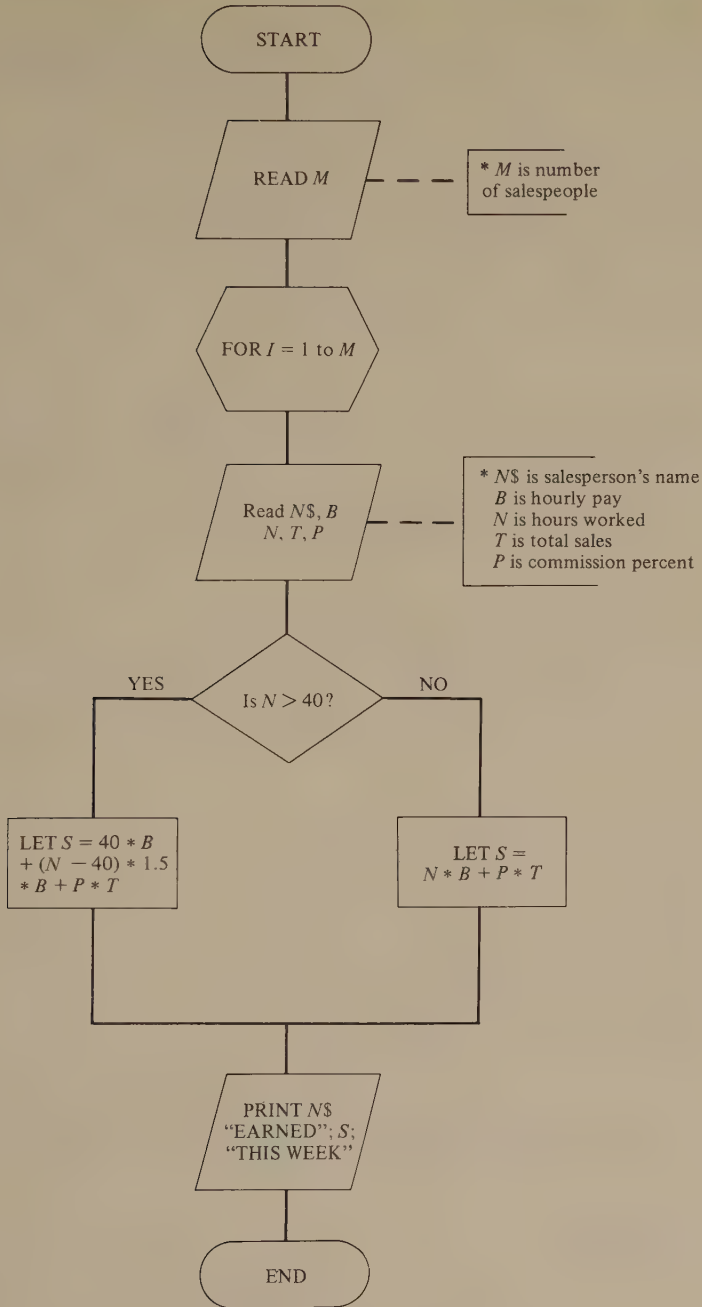 START
READ M
* M is number
of salespeople
FOR I = 1 to M
Read N$, B
N, T, P
* N$ is salesperson's name
B is hourly pay
N is hours worked
T is total sales
P is commission percent
YES
Is N > 40?
NO
LET S = 40 * B
+ (N – 40) * 1.5
* B + P * T
LET S =
N * B + P * T
PRINT N$
“EARNED”; S;
“THIS WEEK”
END